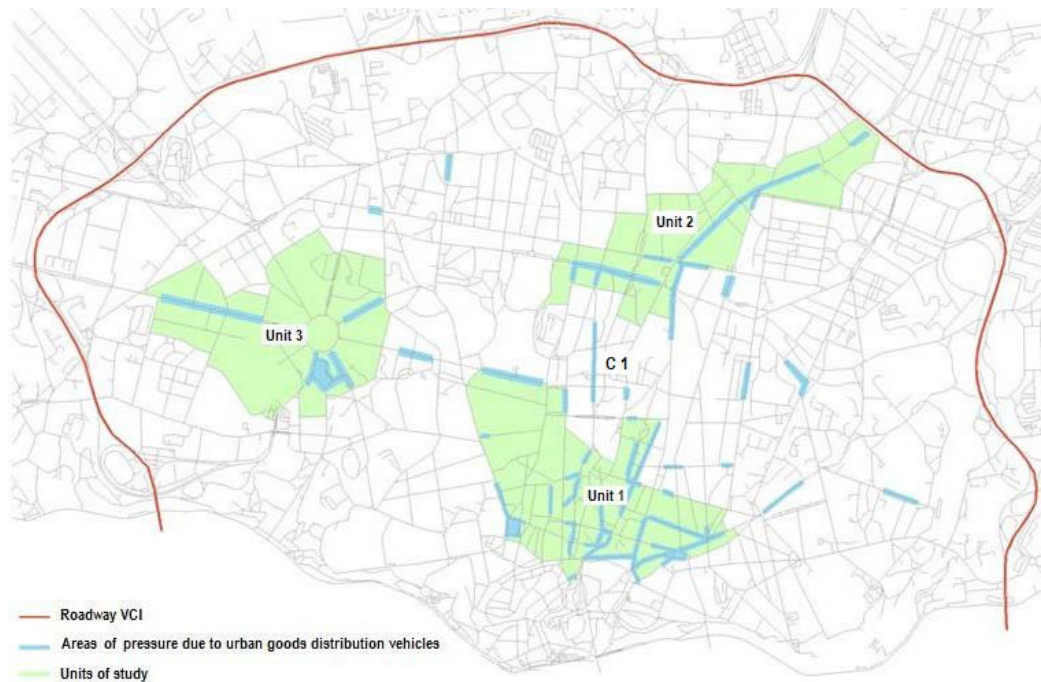 Unit 2
Unit 3
C 1
Unit 1
Roadway VCI
Areas of pressure due to urban goods distribution vehicles
Units of study